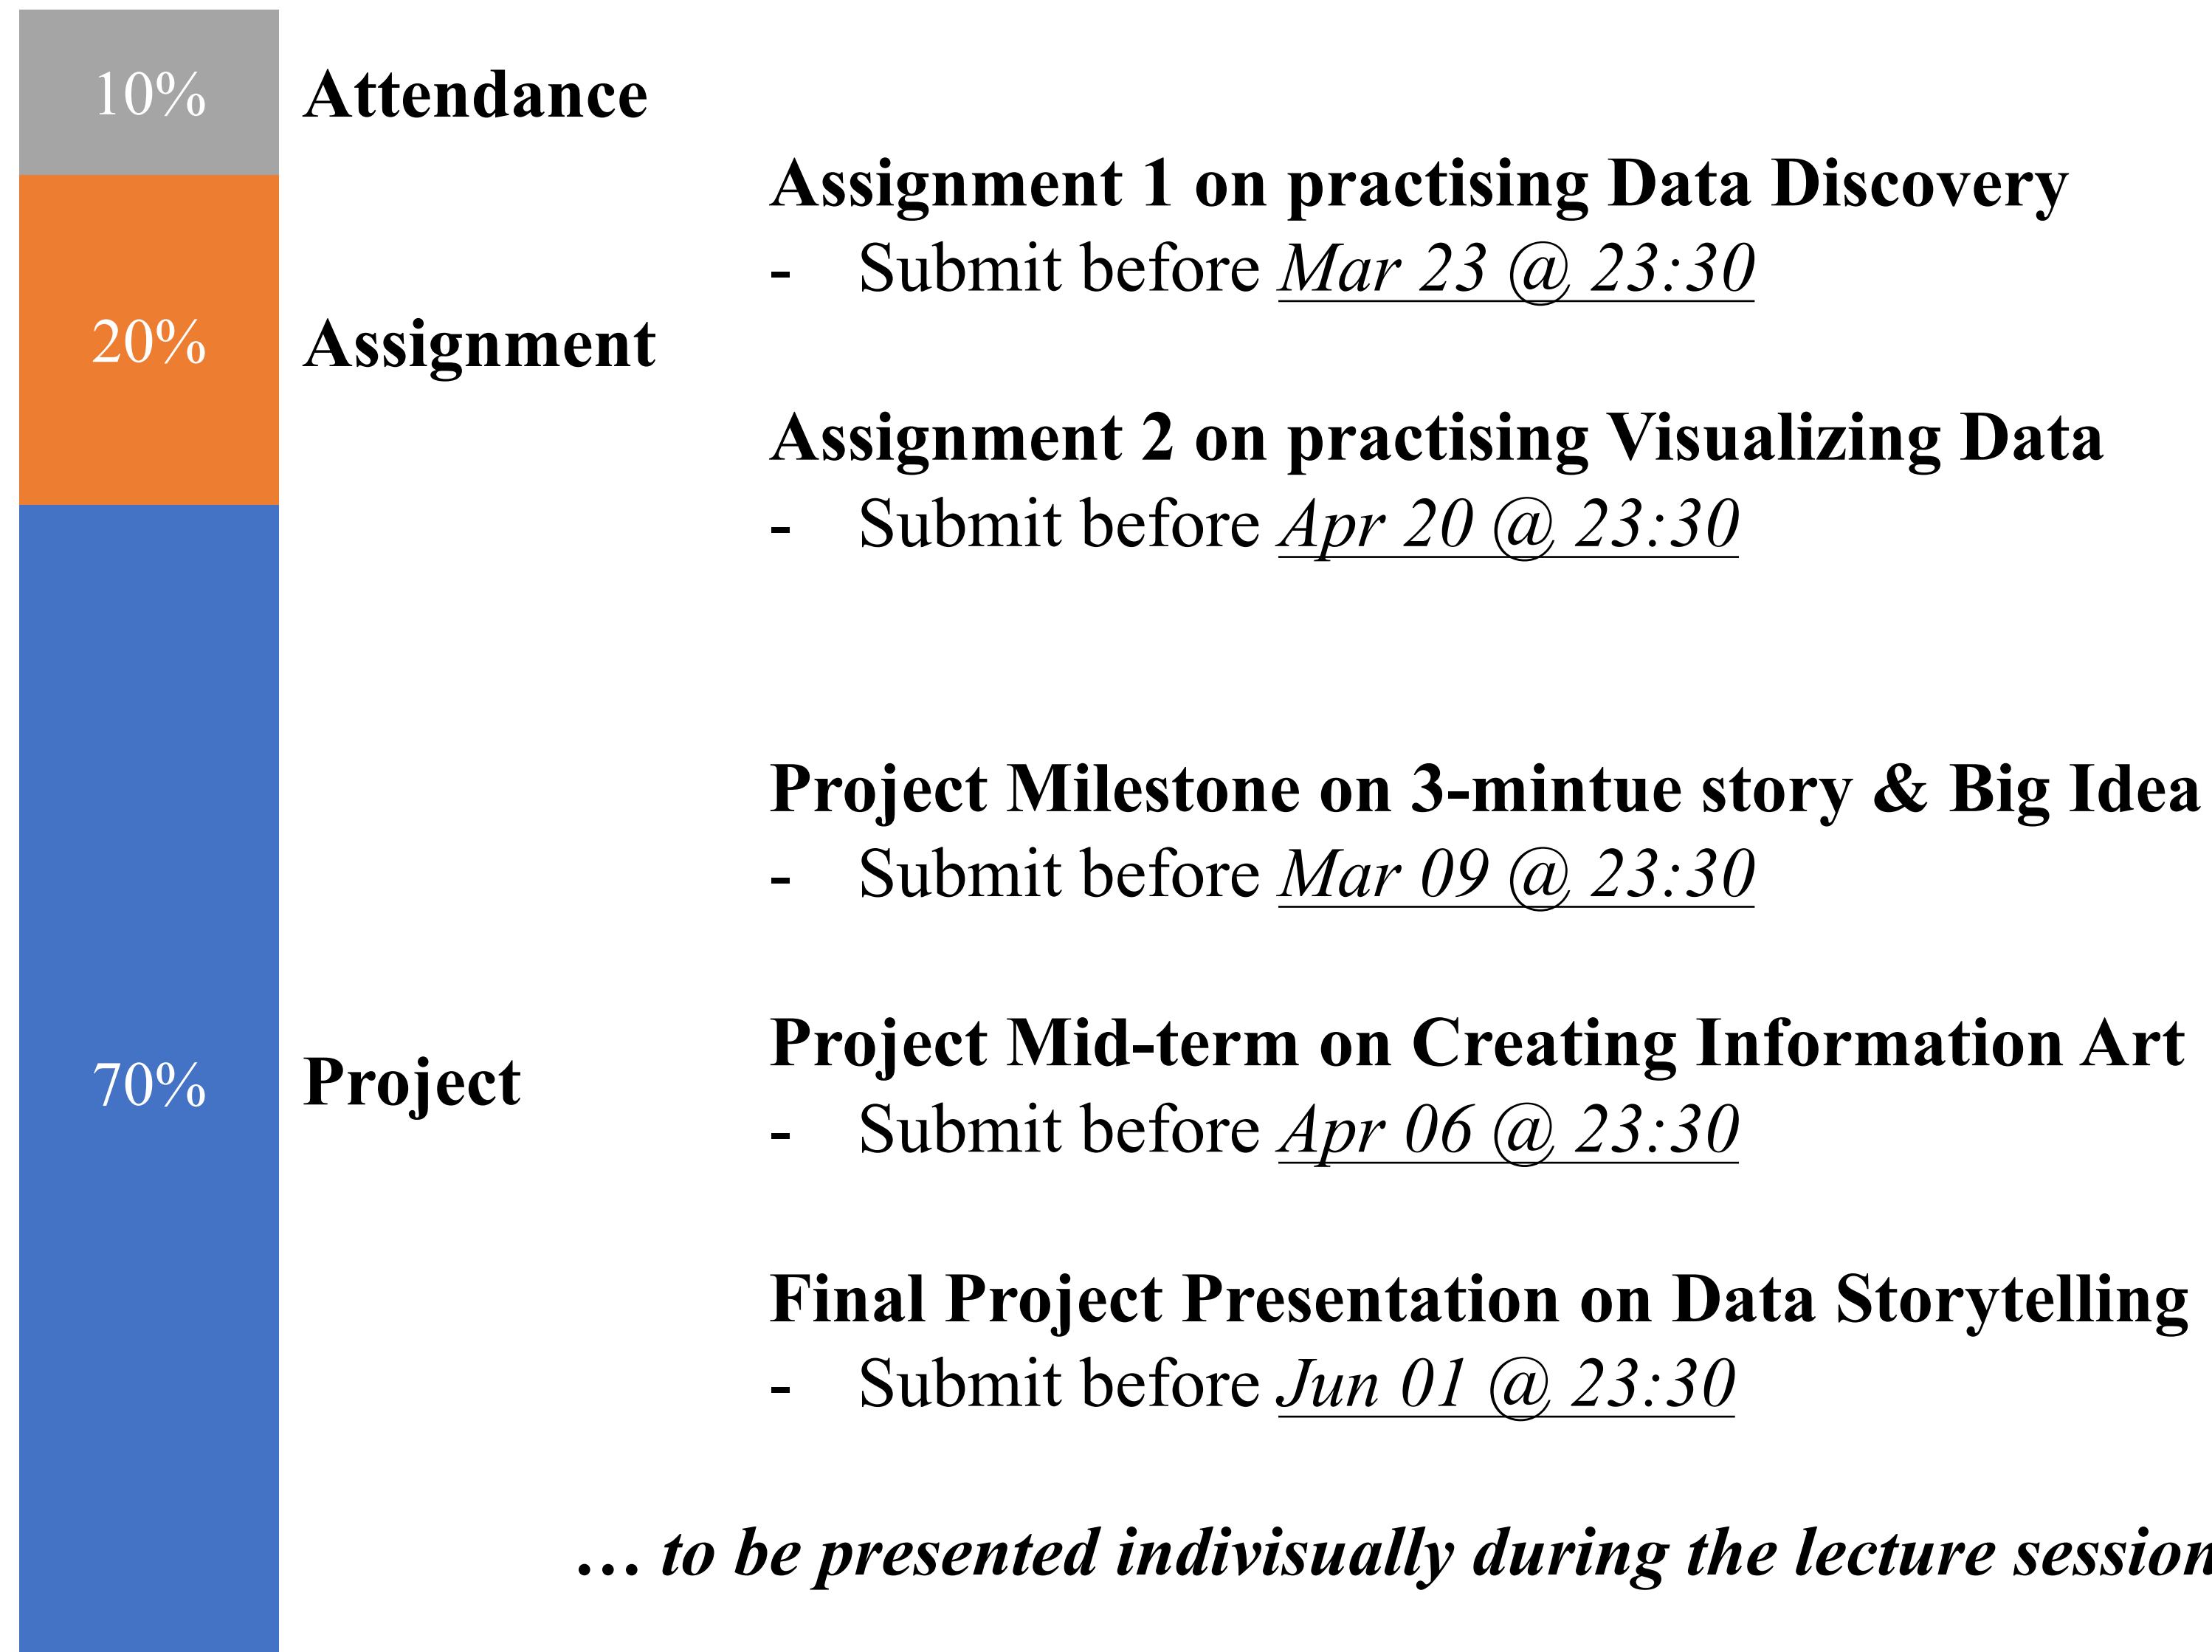 10%
Attendance
Assignment 1 on practising Data Discovery
- Submit before Mar 23 @ 23:30
20%
Assignment
Assignment 2 on practising Visualizing Data
- Submit before Apr 20 @ 23:30
Project Milestone on 3-mintue story & Big Idea
- Submit before Mar 09 @ 23:30
Project Mid-term on Creating Information Art
70%
Project
- Submit before Apr 06 @ 23:30
Final Project Presentation on Data Storytelling
- Submit before Jun 01 @ 23:30
… to be presented indivisually during the lecture session